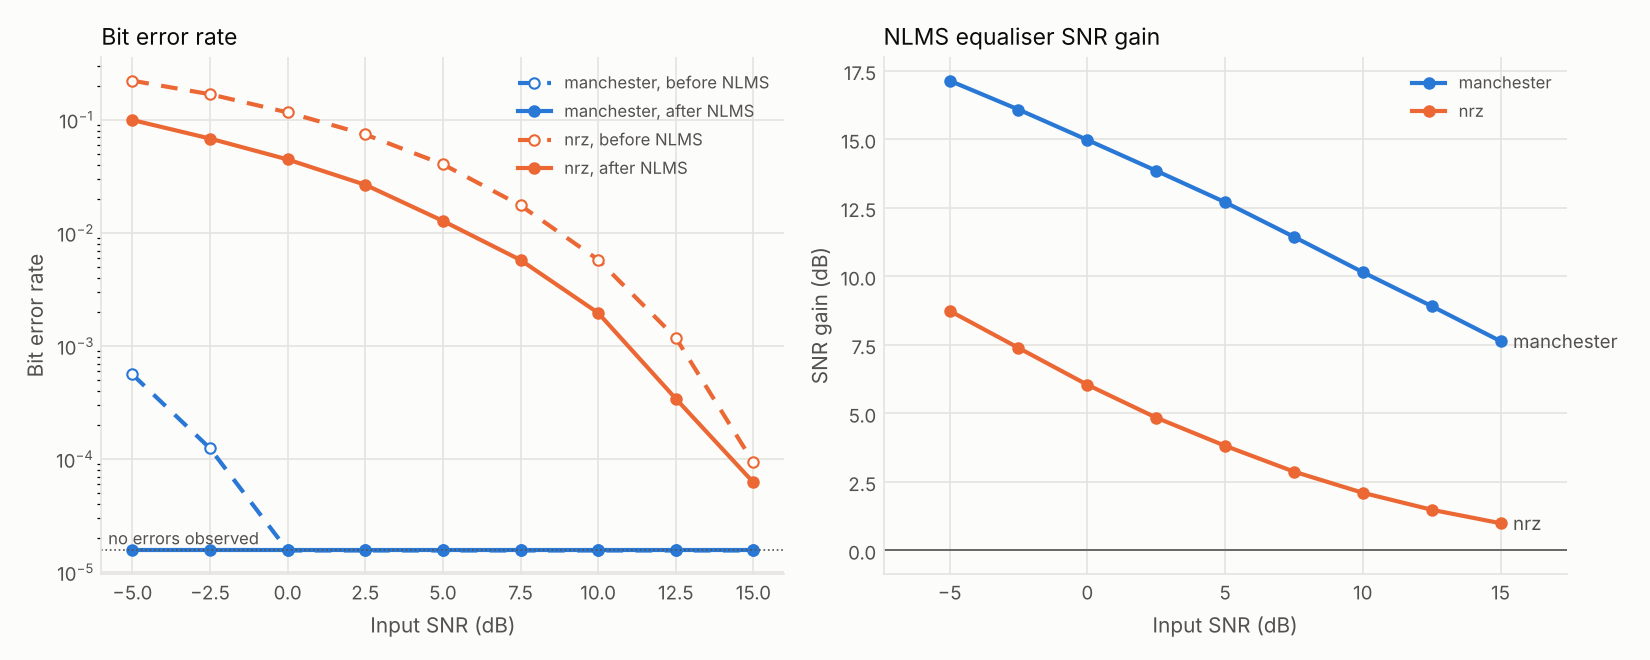 Bit error rate
manchester, before NLMS
manchester, after NLMS
nrz, before NLMS
nrz, after NLMS
Bit error rate
10⁻¹
10⁻²
10⁻³
10⁻⁴
10⁻⁵
no errors observed
−5.0 −2.5 0.0 2.5 5.0 7.5 10.0 12.5 15.0
Input SNR (dB)
NLMS equaliser SNR gain
manchester
nrz
SNR gain (dB)
17.5
15.0
12.5
10.0
7.5
5.0
2.5
0.0
manchester
nrz
−5 0 5 10 15
Input SNR (dB)